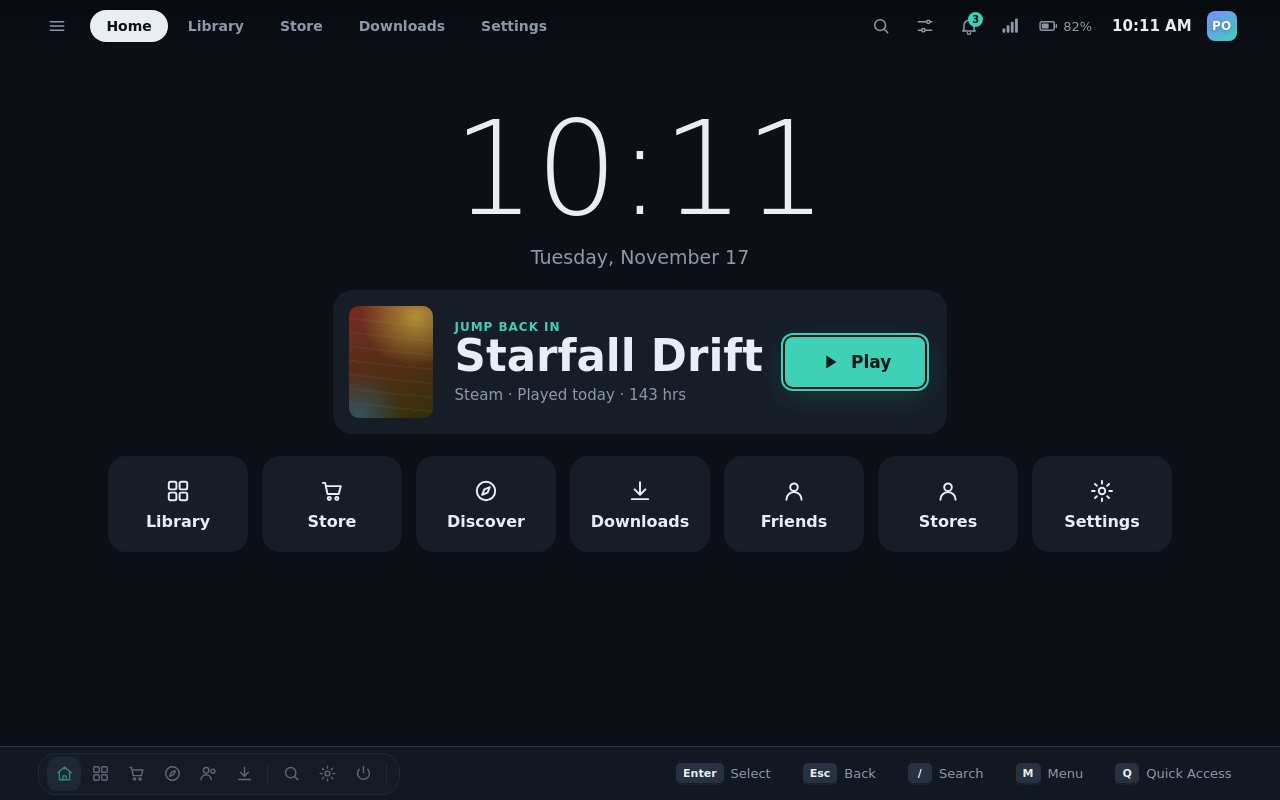 Home Library Store Downloads Settings 3 82% 10:11 AM PO
10:11
Tuesday, November 17
JUMP BACK IN
Starfall Drift
Steam · Played today · 143 hrs
Play
Library Store Discover Downloads Friends Stores Settings
Enter Select Esc Back / Search M Menu Q Quick Access